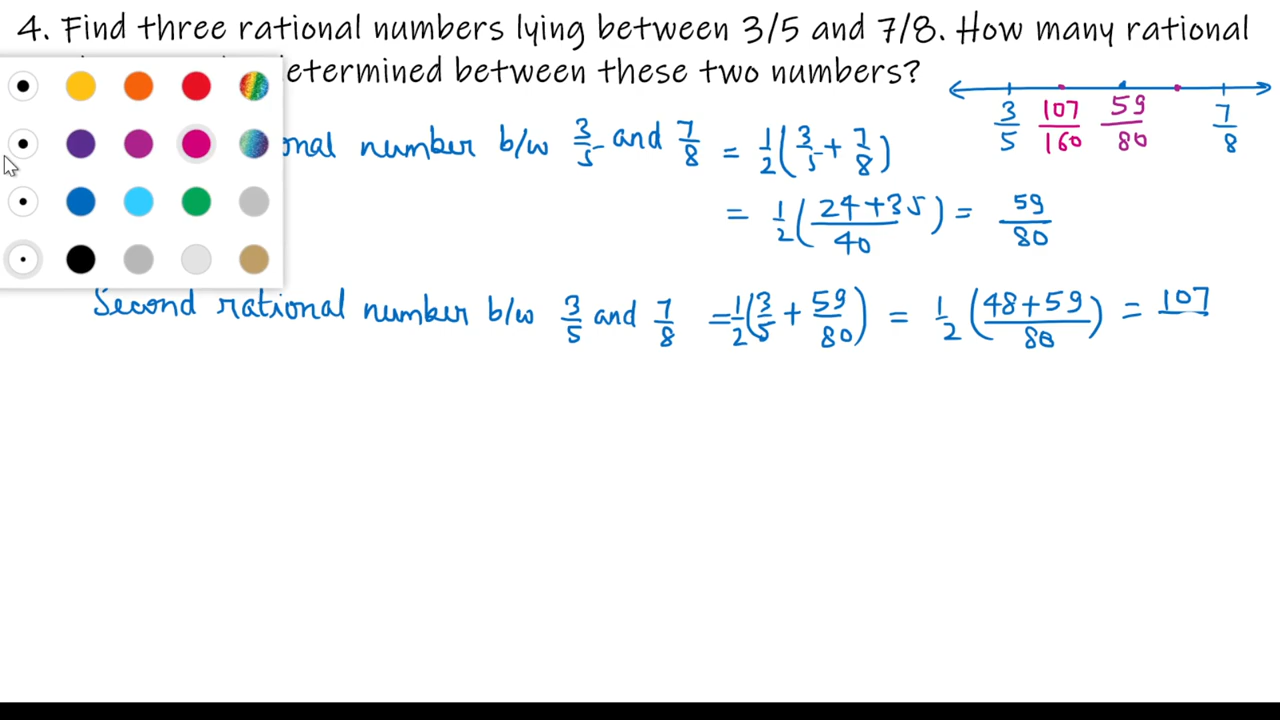 4. Find three rational numbers lying between 3/5 and 7/8. How many rational
etermined between these two numbers?
3/5 107/160 59/80 7/8
onal number b/w 3/5 and 7/8 = 1/2(3/5 + 7/8)
= 1/2(24+35/40) = 59/80
Second rational number b/w 3/5 and 7/8 = 1/2(3/5 + 59/80) = 1/2(48+59/80) = 107